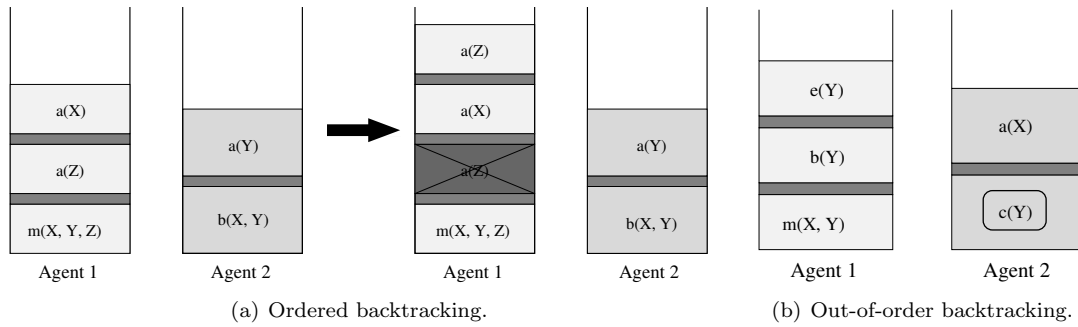 a(X)
a(Z)
m(X, Y, Z)
Agent 1
a(Y)
b(X, Y)
Agent 2
a(Z)
a(X)
a(Z)
m(X, Y, Z)
Agent 1
a(Y)
b(X, Y)
Agent 2
(a) Ordered backtracking.
e(Y)
b(Y)
m(X, Y)
Agent 1
a(X)
c(Y)
Agent 2
(b) Out-of-order backtracking.